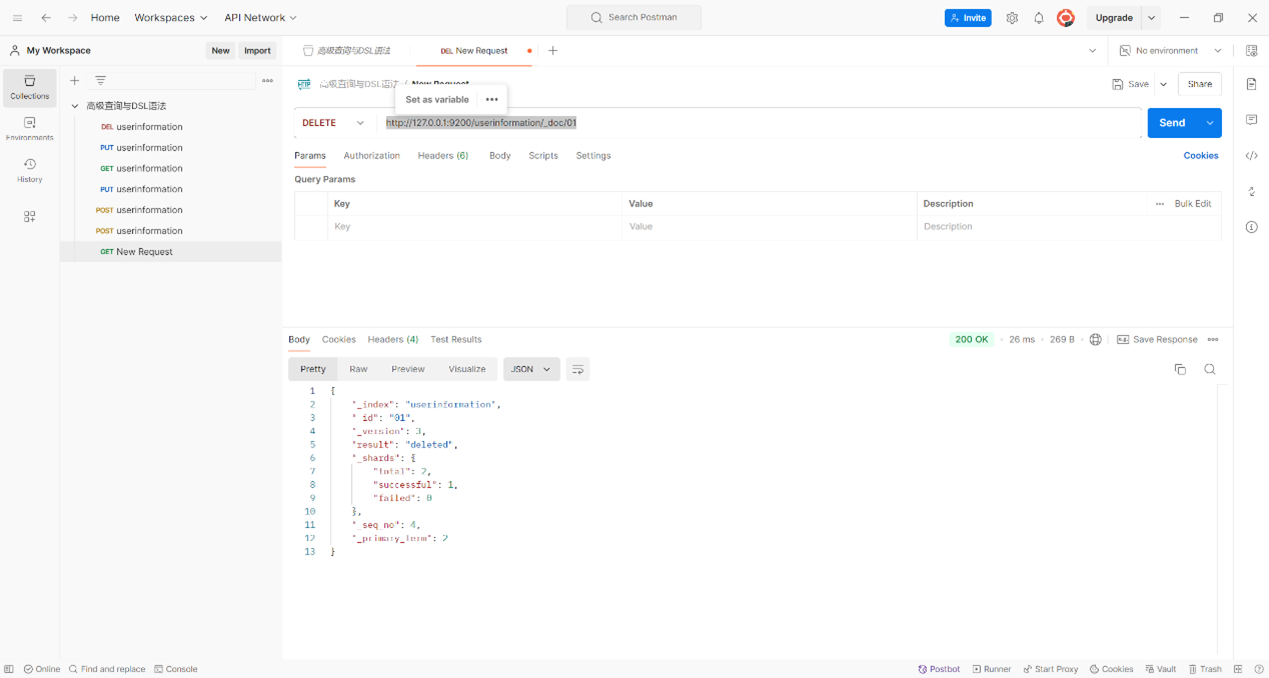 Home Workspaces API Network Search Postman Invite Upgrade
My Workspace New Import 高级查询与DSL语法 DEL New Request No environment
Collections
Environments
History
高级查询与DSL语法
DEL userinformation
PUT userinformation
GET userinformation
PUT userinformation
POST userinformation
POST userinformation
GET New Request
HTTP 高级查询与DSL语法 / New Request Save Share
Set as variable
DELETE http://127.0.0.1:9200/userinformation/_doc/01 Send
Params Authorization Headers (6) Body Scripts Settings Cookies
Query Params
Key Value Description Bulk Edit
Key Value Description
Body Cookies Headers (4) Test Results 200 OK 26 ms 269 B e.g. Save Response
Pretty Raw Preview Visualize JSON
1 {
2 "_index": "userinformation",
3 "_id": "01",
4 "_version": 3,
5 "result": "deleted",
6 "_shards": {
7 "total": 2,
8 "successful": 1,
9 "failed": 0
10 },
11 "_seq_no": 4,
12 "_primary_term": 2
13 }
Online Find and replace Console Postbot Runner Start Proxy Cookies Vault Trash